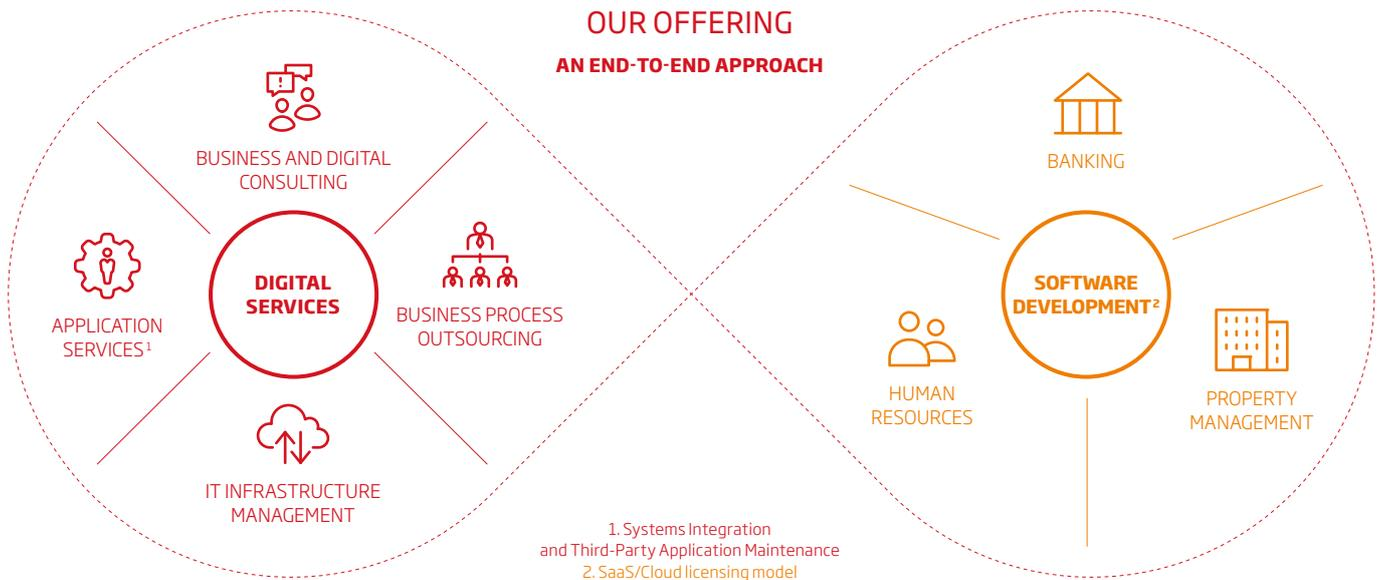 OUR OFFERING
AN END-TO-END APPROACH
BUSINESS AND DIGITAL
CONSULTING
APPLICATION
SERVICES¹
DIGITAL
SERVICES
BUSINESS PROCESS
OUTSOURCING
IT INFRASTRUCTURE
MANAGEMENT
BANKING
SOFTWARE
DEVELOPMENT²
HUMAN
RESOURCES
PROPERTY
MANAGEMENT
1. Systems Integration
and Third-Party Application Maintenance
2. SaaS/Cloud licensing model